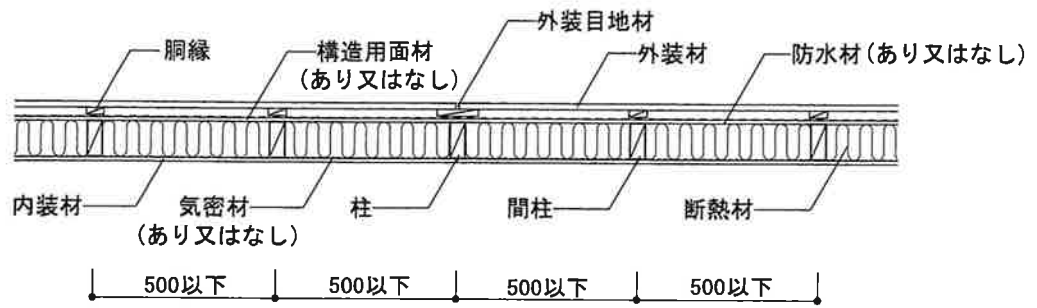 外装目地材
胴縁
構造用面材
(あり又はなし)
外装材
防水材(あり又はなし)
内装材
気密材
(あり又はなし)
柱
間柱
断熱材
500以下
500以下
500以下
500以下